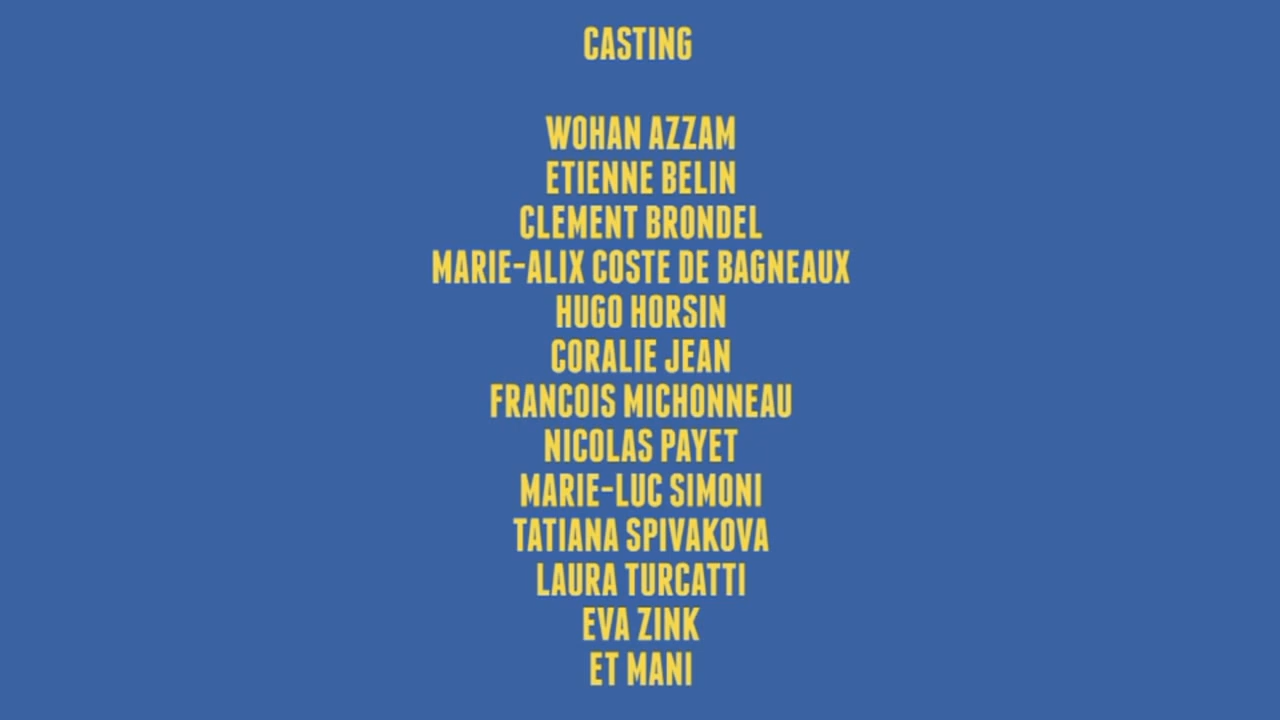 CASTING
WOHAN AZZAM
ETIENNE BELIN
CLEMENT BRONDEL
MARIE-ALIX COSTE DE BAGNEAUX
HUGO HORSIN
CORALIE JEAN
FRANCOIS MICHONNEAU
NICOLAS PAYET
MARIE-LUC SIMONI
TATIANA SPIVAKOVA
LAURA TURCATTI
EVA ZINK
ET MANI